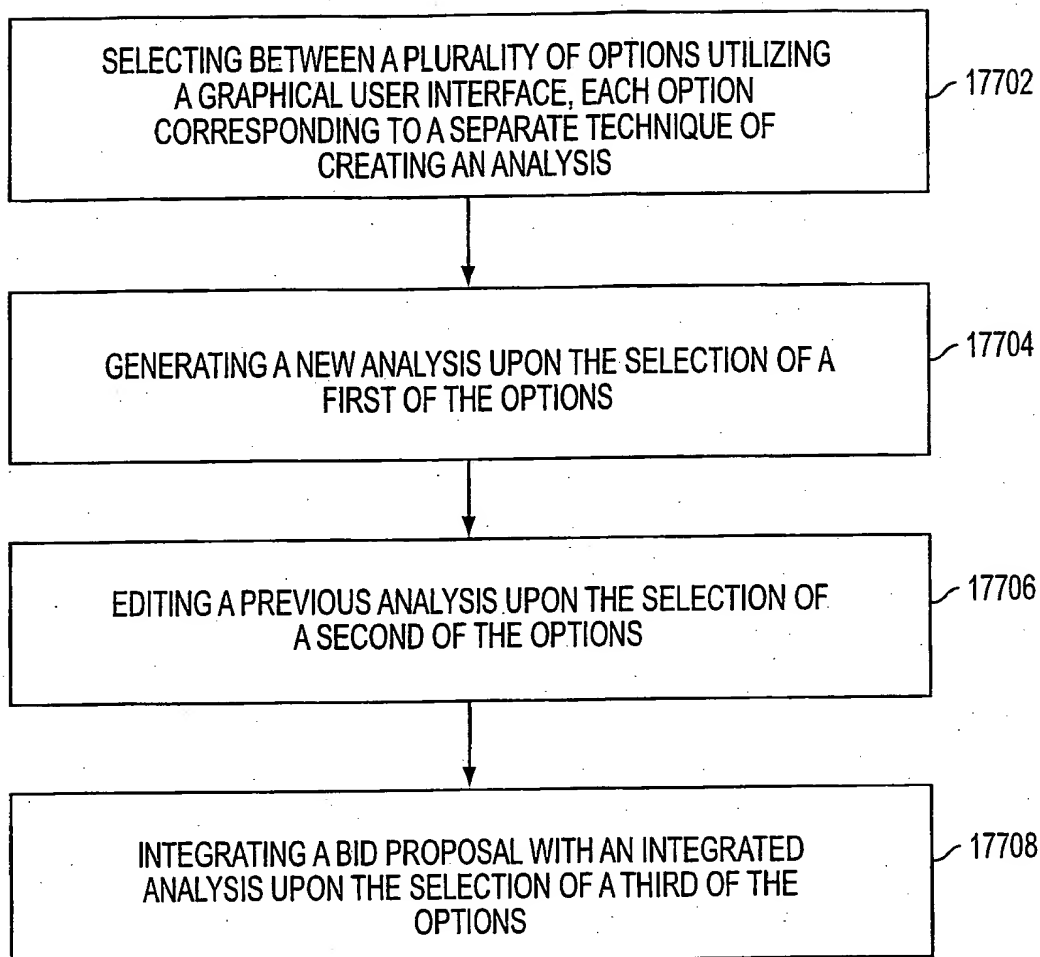 SELECTING BETWEEN A PLURALITY OF OPTIONS UTILIZING
A GRAPHICAL USER INTERFACE, EACH OPTION
CORRESPONDING TO A SEPARATE TECHNIQUE OF
CREATING AN ANALYSIS
17702
GENERATING A NEW ANALYSIS UPON THE SELECTION OF A
FIRST OF THE OPTIONS
17704
EDITING A PREVIOUS ANALYSIS UPON THE SELECTION OF
A SECOND OF THE OPTIONS
17706
INTEGRATING A BID PROPOSAL WITH AN INTEGRATED
ANALYSIS UPON THE SELECTION OF A THIRD OF THE
OPTIONS
17708